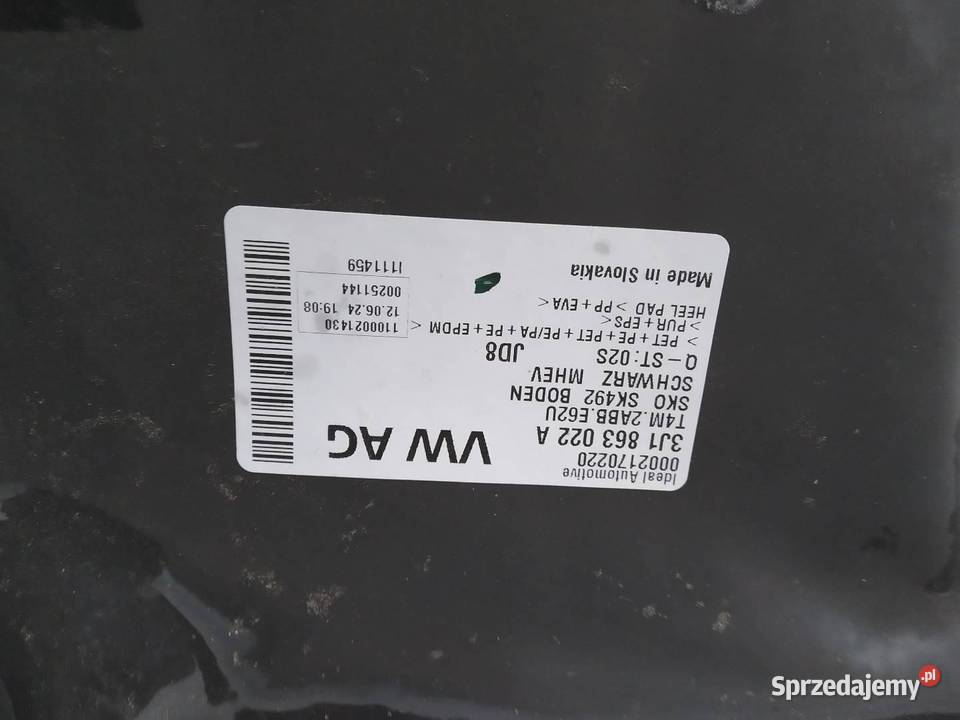 Ideal Automotive
0002170220
VW AG
3J1 863 022 A
T4M.2ABB.E62U
SKO SK492 BODEN
SCHWARZ MHEV
Q-ST:02S JD8
> PET + PE + PET + PE/PA + PE + EPDM <
> PUR + EPS<
HEEL PAD > PP + EVA<
Made in Slovakia
1100021430
12.06.24 19:08
00251144
I111459
Sprzedajemy.pl